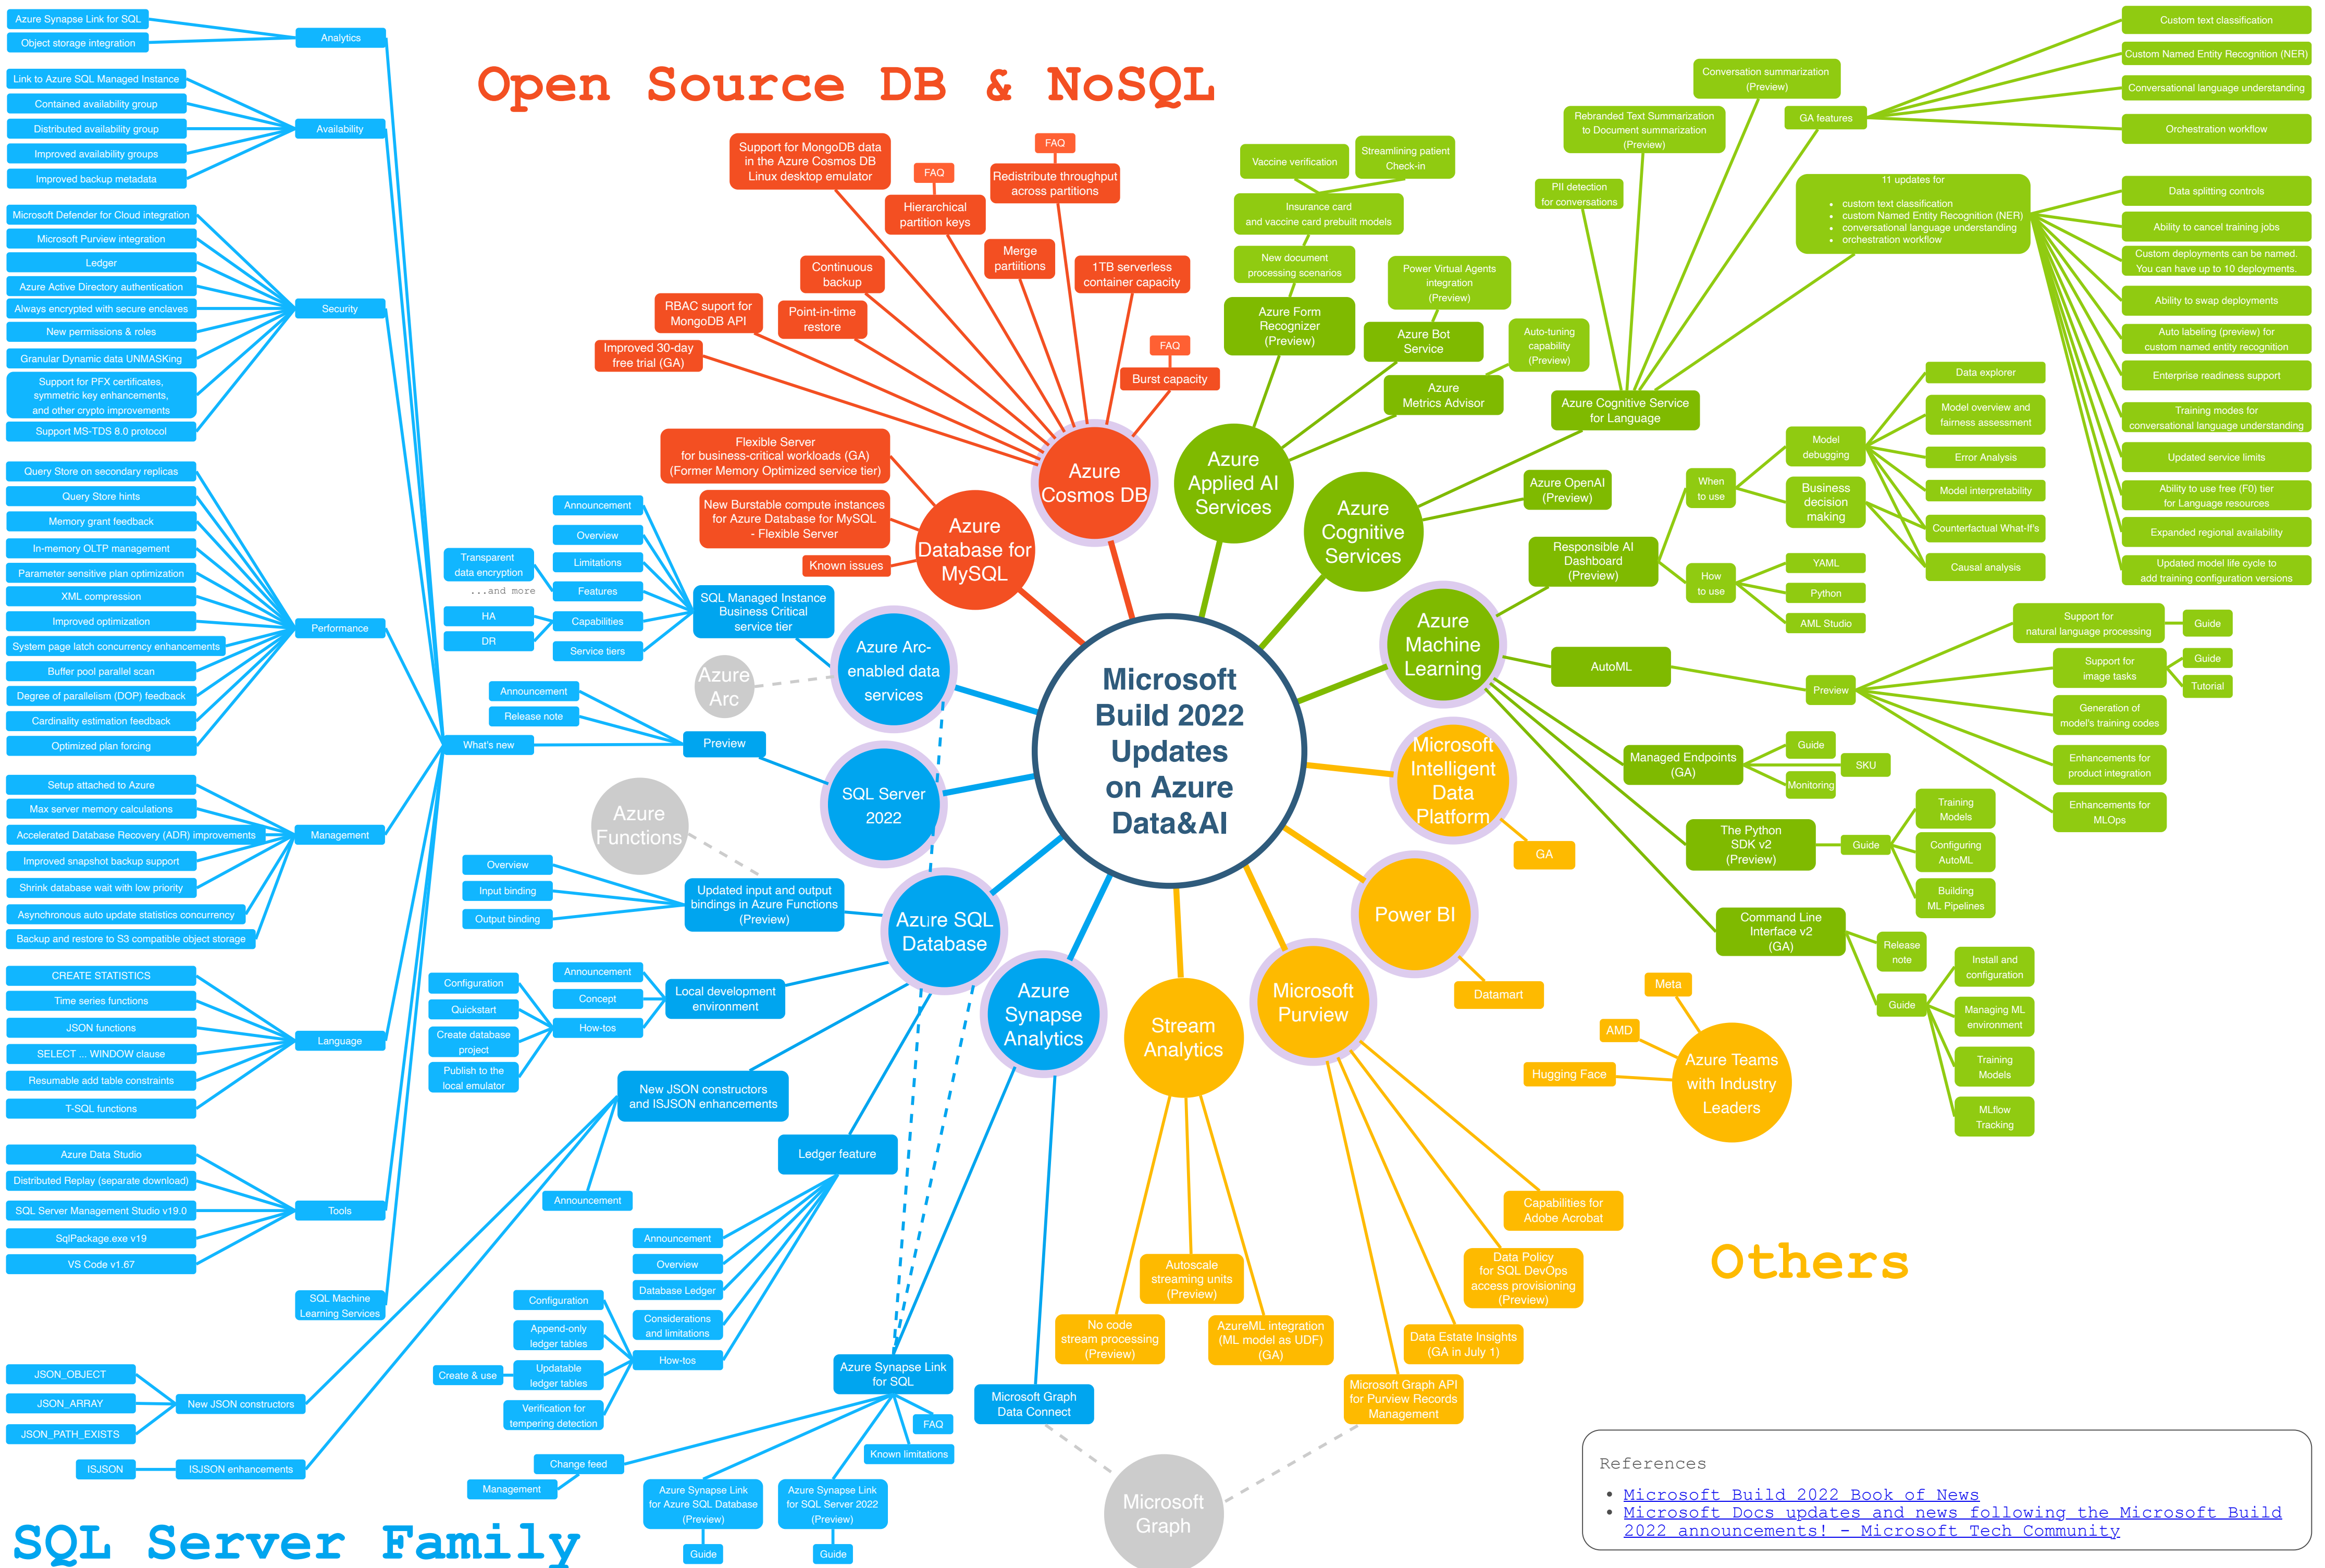 Open Source DB & NoSQL
SQL Server Family
Others
Microsoft
Build 2022
Updates
on Azure
Data&AI
Azure Synapse Link for SQL
Object storage integration
Analytics
Link to Azure SQL Managed Instance
Contained availability group
Distributed availability group
Improved availability groups
Improved backup metadata
Availability
Microsoft Defender for Cloud integration
Microsoft Purview integration
Ledger
Azure Active Directory authentication
Always encrypted with secure enclaves
New permissions & roles
Granular Dynamic data UNMASKing
Support for PFX certificates,
symmetric key enhancements,
and other crypto improvements
Support MS-TDS 8.0 protocol
Security
Query Store on secondary replicas
Query Store hints
Memory grant feedback
In-memory OLTP management
Parameter sensitive plan optimization
XML compression
Improved optimization
System page latch concurrency enhancements
Buffer pool parallel scan
Degree of parallelism (DOP) feedback
Cardinality estimation feedback
Optimized plan forcing
Performance
What's new
Setup attached to Azure
Max server memory calculations
Accelerated Database Recovery (ADR) improvements
Improved snapshot backup support
Shrink database wait with low priority
Asynchronous auto update statistics concurrency
Backup and restore to S3 compatible object storage
Management
CREATE STATISTICS
Time series functions
JSON functions
SELECT ... WINDOW clause
Resumable add table constraints
T-SQL functions
Language
Azure Data Studio
Distributed Replay (separate download)
SQL Server Management Studio v19.0
SqlPackage.exe v19
VS Code v1.67
Tools
SQL Machine
Learning Services
JSON_OBJECT
JSON_ARRAY
JSON_PATH_EXISTS
New JSON constructors
ISJSON
ISJSON enhancements
Support for MongoDB data
in the Azure Cosmos DB
Linux desktop emulator
FAQ
Hierarchical
partition keys
FAQ
Redistribute throughput
across partitions
Merge
partiitions
Continuous
backup
1TB serverless
container capacity
RBAC suport for
MongoDB API
Point-in-time
restore
Improved 30-day
free trial (GA)
FAQ
Burst capacity
Azure
Cosmos DB
Flexible Server
for business-critical workloads (GA)
(Former Memory Optimized service tier)
New Burstable compute instances
for Azure Database for MySQL
- Flexible Server
Known issues
Azure
Database for
MySQL
Announcement
Overview
Limitations
Features
Capabilities
Service tiers
Transparent
data encryption
...and more
HA
DR
SQL Managed Instance
Business Critical
service tier
Azure Arc-
enabled data
services
Azure
Arc
Announcement
Release note
Preview
SQL Server
2022
Azure
Functions
Overview
Input binding
Output binding
Updated input and output
bindings in Azure Functions
(Preview)
Azure SQL
Database
Announcement
Concept
How-tos
Local development
environment
Configuration
Quickstart
Create database
project
Publish to the
local emulator
New JSON constructors
and ISJSON enhancements
Announcement
Ledger feature
Announcement
Overview
Database Ledger
Considerations
and limitations
How-tos
Configuration
Append-only
ledger tables
Create & use
Updatable
ledger tables
Verification for
tempering detection
Azure
Synapse
Analytics
Azure Synapse Link
for SQL
FAQ
Known limitations
Change feed
Management
Azure Synapse Link
for Azure SQL Database
(Preview)
Guide
Azure Synapse Link
for SQL Server 2022
(Preview)
Guide
Microsoft Graph
Data Connect
Microsoft
Graph
Vaccine verification
Streamlining patient
Check-in
Insurance card
and vaccine card prebuilt models
New document
processing scenarios
Azure Form
Recognizer
(Preview)
Power Virtual Agents
integration
(Preview)
Azure Bot
Service
Auto-tuning
capability
(Preview)
Azure
Metrics Advisor
Azure
Applied AI
Services
Azure
Cognitive
Services
Azure Cognitive Service
for Language
Azure OpenAI
(Preview)
PII detection
for conversations
Rebranded Text Summarization
to Document summarization
(Preview)
Conversation summarization
(Preview)
GA features
Custom text classification
Custom Named Entity Recognition (NER)
Conversational language understanding
Orchestration workflow
11 updates for
• custom text classification
• custom Named Entity Recognition (NER)
• conversational language understanding
• orchestration workflow
Data splitting controls
Ability to cancel training jobs
Custom deployments can be named.
You can have up to 10 deployments.
Ability to swap deployments
Auto labeling (preview) for
custom named entity recognition
Enterprise readiness support
Training modes for
conversational language understanding
Updated service limits
Ability to use free (F0) tier
for Language resources
Expanded regional availability
Updated model life cycle to
add training configuration versions
Azure
Machine
Learning
Responsible AI
Dashboard
(Preview)
When
to use
Model
debugging
Business
decision
making
Data explorer
Model overview and
fairness assessment
Error Analysis
Model interpretability
Counterfactual What-If's
Causal analysis
How
to use
YAML
Python
AML Studio
AutoML
Preview
Support for
natural language processing
Guide
Support for
image tasks
Guide
Tutorial
Generation of
model's training codes
Enhancements for
product integration
Enhancements for
MLOps
Managed Endpoints
(GA)
Guide
SKU
Monitoring
The Python
SDK v2
(Preview)
Guide
Training
Models
Configuring
AutoML
Building
ML Pipelines
Command Line
Interface v2
(GA)
Release
note
Guide
Install and
configuration
Managing ML
environment
Training
Models
MLflow
Tracking
Microsoft
Intelligent
Data
Platform
GA
Power BI
Datamart
Microsoft
Purview
Capabilities for
Adobe Acrobat
Data Policy
for SQL DevOps
access provisioning
(Preview)
Data Estate Insights
(GA in July 1)
Microsoft Graph API
for Purview Records
Management
Stream
Analytics
Autoscale
streaming units
(Preview)
No code
stream processing
(Preview)
AzureML integration
(ML model as UDF)
(GA)
Meta
AMD
Hugging Face
Azure Teams
with Industry
Leaders
References
• Microsoft Build 2022 Book of News
• Microsoft Docs updates and news following the Microsoft Build
2022 announcements! - Microsoft Tech Community